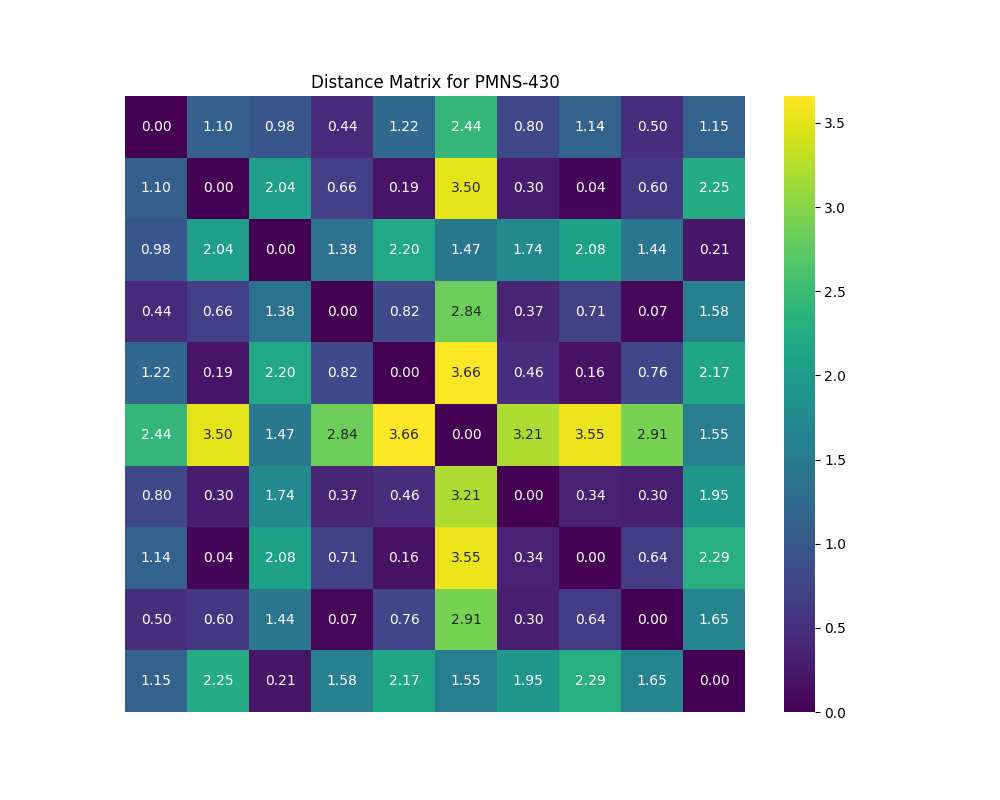 Distance Matrix for PMNS-430
0.00 1.10 0.98 0.44 1.22 2.44 0.80 1.14 0.50 1.15
1.10 0.00 2.04 0.66 0.19 3.50 0.30 0.04 0.60 2.25
0.98 2.04 0.00 1.38 2.20 1.47 1.74 2.08 1.44 0.21
0.44 0.66 1.38 0.00 0.82 2.84 0.37 0.71 0.07 1.58
1.22 0.19 2.20 0.82 0.00 3.66 0.46 0.16 0.76 2.17
2.44 3.50 1.47 2.84 3.66 0.00 3.21 3.55 2.91 1.55
0.80 0.30 1.74 0.37 0.46 3.21 0.00 0.34 0.30 1.95
1.14 0.04 2.08 0.71 0.16 3.55 0.34 0.00 0.64 2.29
0.50 0.60 1.44 0.07 0.76 2.91 0.30 0.64 0.00 1.65
1.15 2.25 0.21 1.58 2.17 1.55 1.95 2.29 1.65 0.00
3.5
3.0
2.5
2.0
1.5
1.0
0.5
0.0